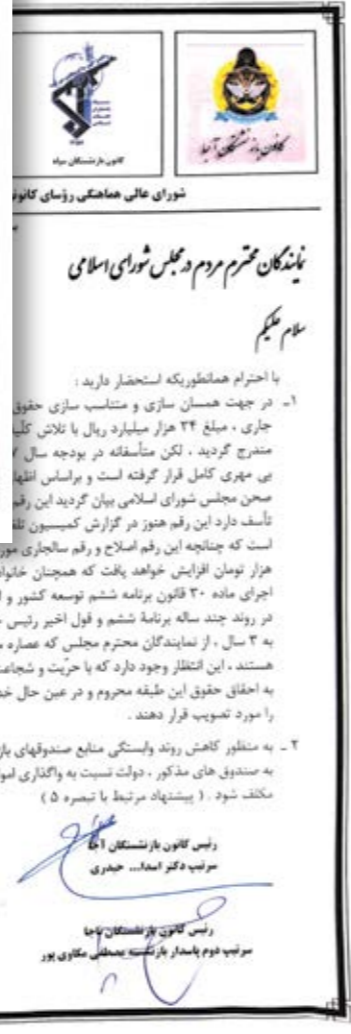 کانون بازنشستگان سپاه
کانون بازنشستگان آجا
شورای عالی هماهنگی رؤسای کانون
نمایندگان محترم مردم در مجلس شورای اسلامی
سلام علیکم
با احترام همانطوریکه استحضار دارید :
۱ـ در جهت همسان سازی و متناسب سازی حقوق
جاری ، مبلغ ۲۴ هزار میلیارد ریال با تلاش کلیه
مندرج گردید ، لکن متأسفانه در بودجه سال ۷
بی مهری کامل قرار گرفته است و براساس اظها
صحن مجلس شورای اسلامی بیان گردید این رقم
تأسف دارد این رقم هنوز در گزارش کمیسیون تلف
است که چنانچه این رقم اصلاح و رقم سالجاری مور
هزار تومان افزایش خواهد یافت که همچنان خانوا
اجرای ماده ۳۰ قانون برنامه ششم توسعه کشور و ا
در روند چند ساله برنامۀ ششم و قول اخیر رئیس
به ۳ سال ، از نمایندگان محترم مجلس که عصاره م
هستند ، این انتظار وجود دارد که با حرّیت و شجاعت
به احقاق حقوق این طبقه محروم و در عین حال خد
را مورد تصویب قرار دهند .
۲ ـ به منظور کاهش روند وابستگی منابع صندوقهای باز
به صندوق های مذکور ، دولت نسبت به واگذاری اموا
مکلف شود . ( پیشنهاد مرتبط با تبصره ۵ )
رئیس کانون بازنشستگان آجا
سرتیپ دکتر اسدا... حیدری
رئیس کانون بازنشستگان ناجا
سرتیپ دوم پاسدار بازنشسته مصطفی مکاوی پور